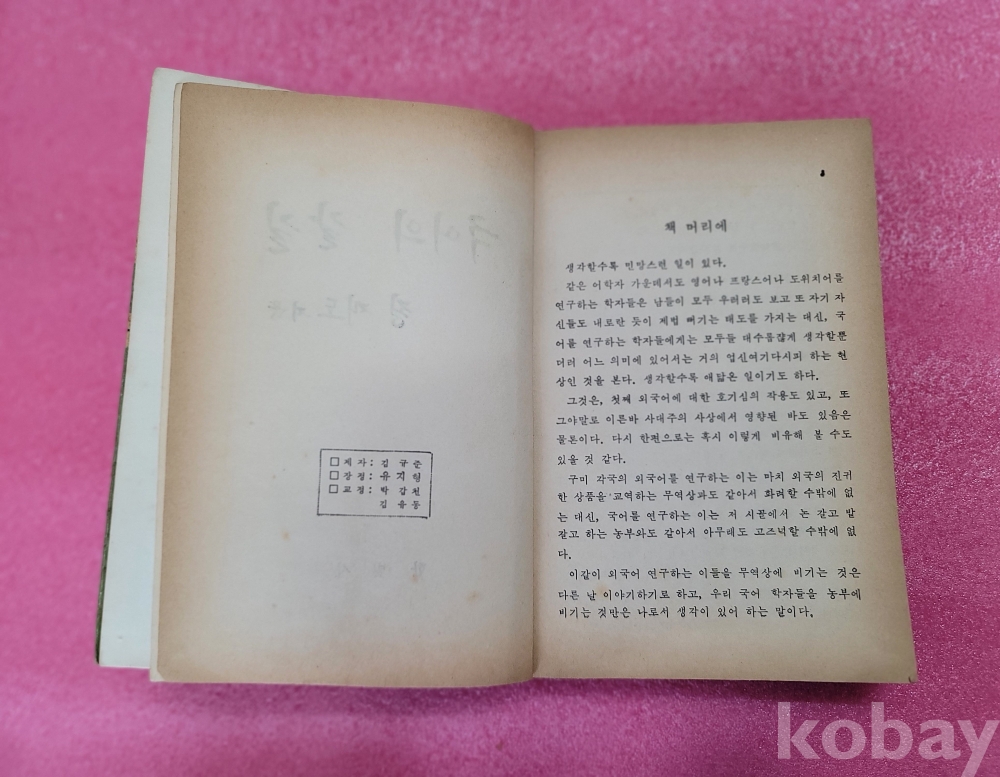 □제자: 김규준
□장정: 유지형
□교정: 박갑천
김유동
책 머리에
생각할수록 민망스런 일이 있다.
같은 어학자 가운데서도 영어나 프랑스어나 도위치어를
연구하는 학자들은 남들이 모두 우러러도 보고 또 자기 자
신들도 내로란 듯이 제법 뻐기는 태도를 가지는 대신, 국
어를 연구하는 학자들에게는 모두들 대수롭쟎게 생각할뿐
더러 어느 의미에 있어서는 거의 업신여기다시피 하는 현
상인 것을 본다. 생각할수록 애닯은 일이기도 하다.
그것은, 첫째 외국어에 대한 호기심의 작용도 있고, 또
그야말로 이른바 사대주의 사상에서 영향된 바도 있음은
물론이다. 다시 한편으로는 혹시 이렇게 비유해 볼 수도
있을 것 같다.
구미 각국의 외국어를 연구하는 이는 마치 외국의 진귀
한 상품을 교역하는 무역상과도 같아서 화려할 수밖에 없
는 대신, 국어를 연구하는 이는 저 시골에서 논 갈고 밭
갈고 하는 농부와도 같아서 아무래도 고즈넉할 수밖에 없
다.
이같이 외국어 연구하는 이들을 무역상에 비기는 것은
다른 날 이야기하기로 하고, 우리 국어 학자들을 농부에
비기는 것만은 나로서 생각이 있어 하는 말이다.
kobay